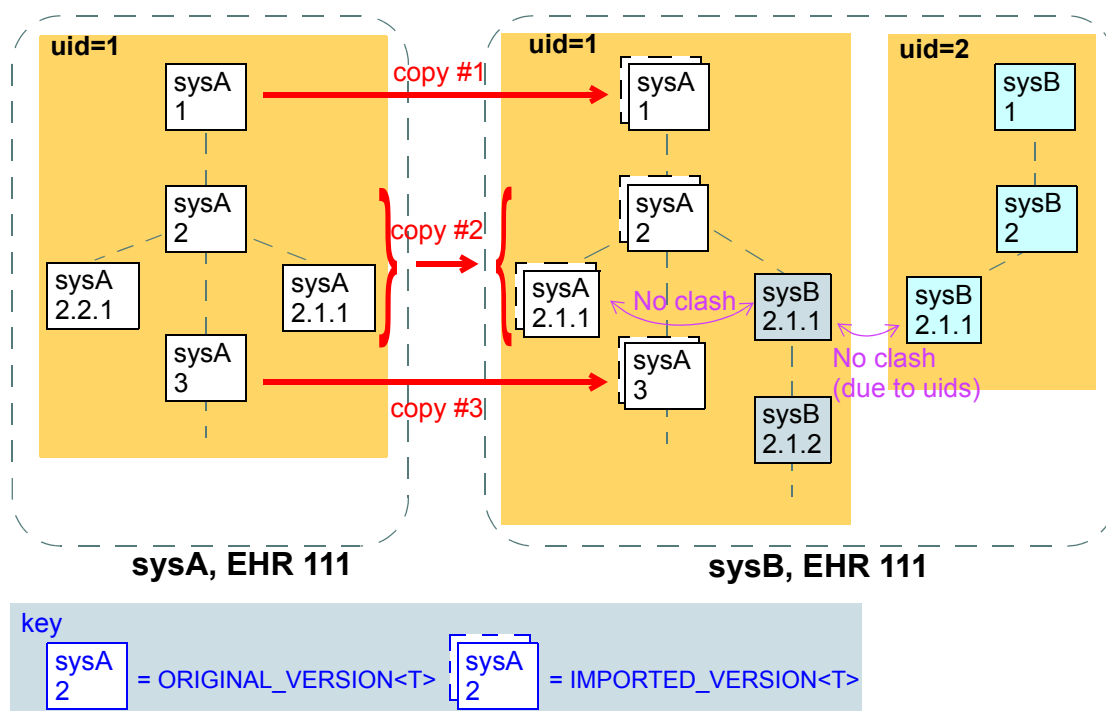 uid=1
sysA
1
sysA
2
sysA
2.2.1
sysA
2.1.1
sysA
3
copy #1
copy #2
copy #3
uid=1
sysA
1
sysA
2
sysA
2.1.1
No clash
sysB
2.1.1
sysA
3
sysB
2.1.2
uid=2
sysB
1
sysB
2
sysB
2.1.1
No clash
(due to uids)
sysA, EHR 111
sysB, EHR 111
key
sysA
2
= ORIGINAL_VERSION<T>
sysA
2
= IMPORTED_VERSION<T>